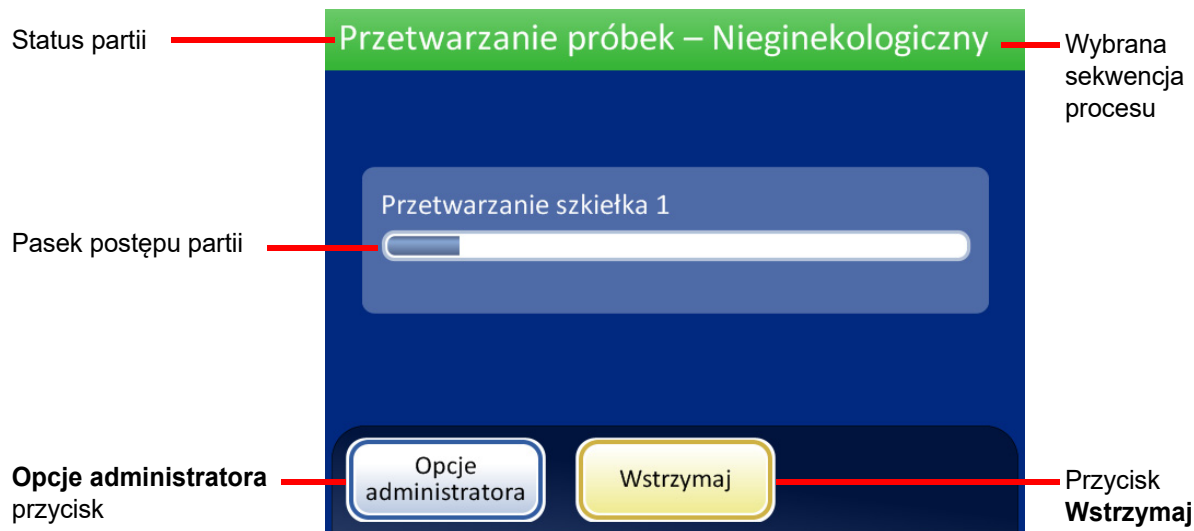 Status partii
Przetwarzanie próbek – Nieginekologiczny
Wybrana
sekwencja
procesu
Przetwarzanie szkiełka 1
Pasek postępu partii
Opcje administratora
przycisk
Opcje
administratora
Wstrzymaj
Przycisk
Wstrzymaj